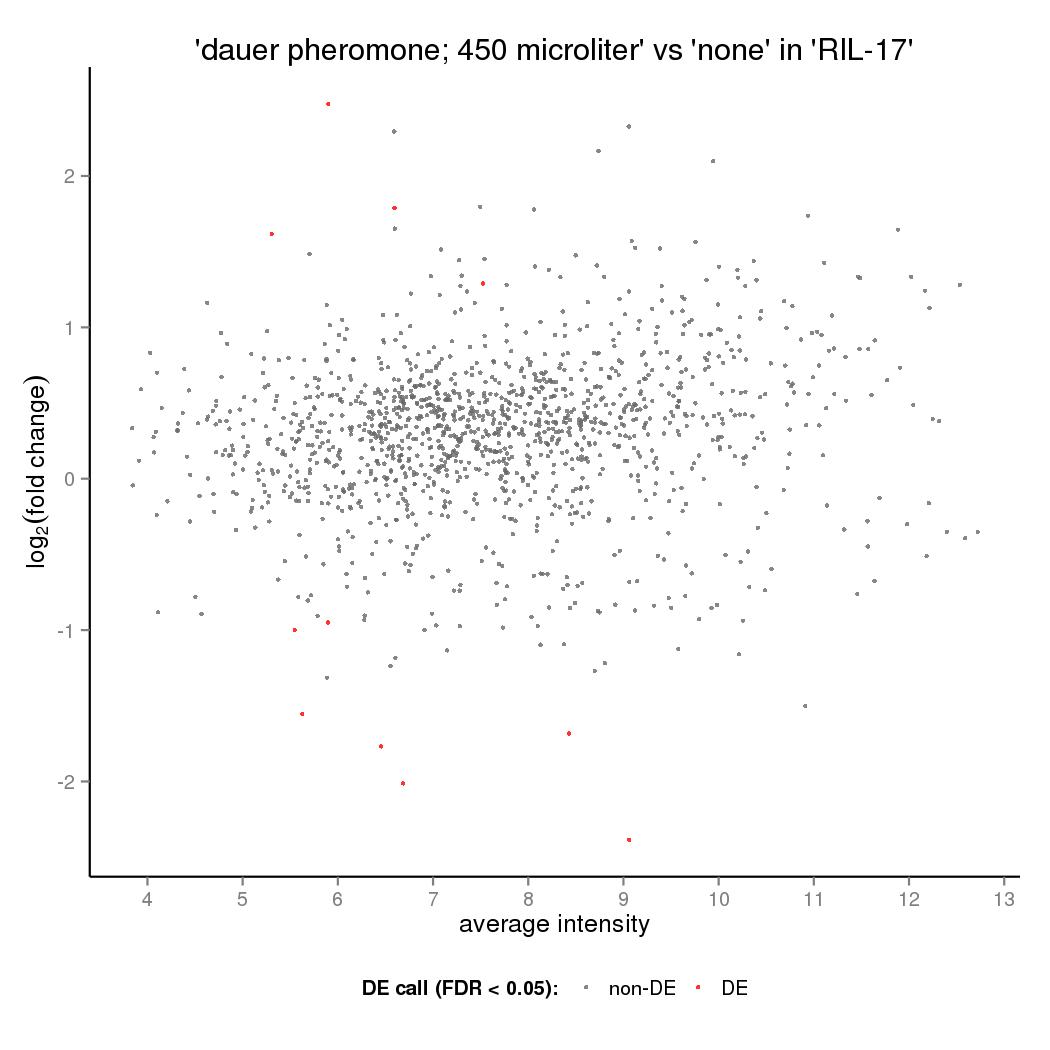 'dauer pheromone; 450 microliter' vs 'none' in 'RIL-17'
log2(fold change)
2
1
0
-1
-2
4 5 6 7 8 9 10 11 12 13
average intensity
DE call (FDR < 0.05): non-DE DE